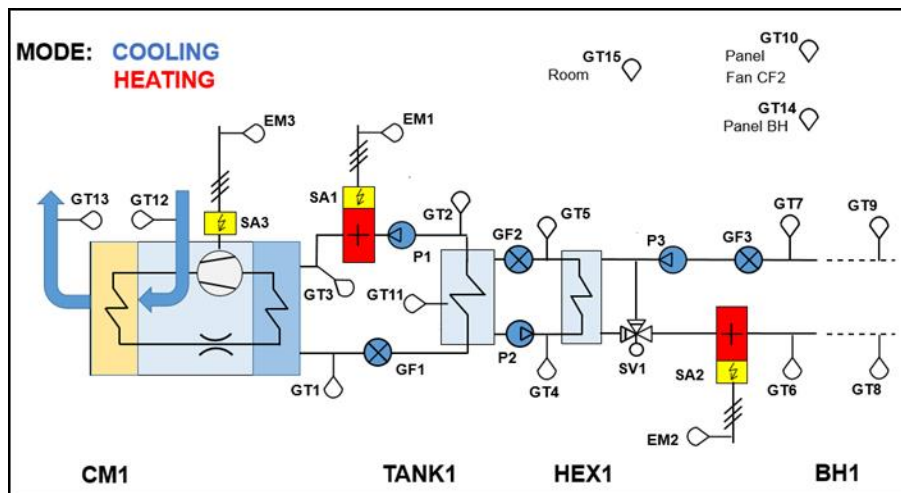 MODE: COOLING
HEATING
GT15
Room
GT10
Panel
Fan CF2
GT14
Panel BH
EM3
EM1
GT13
GT12
SA3
SA1
GT2
GT5
GT7
GT9
P1
GF2
P3
GF3
GT3
GT11
GT1
GF1
P2
GT4
SV1
SA2
GT6
GT8
EM2
CM1
TANK1
HEX1
BH1